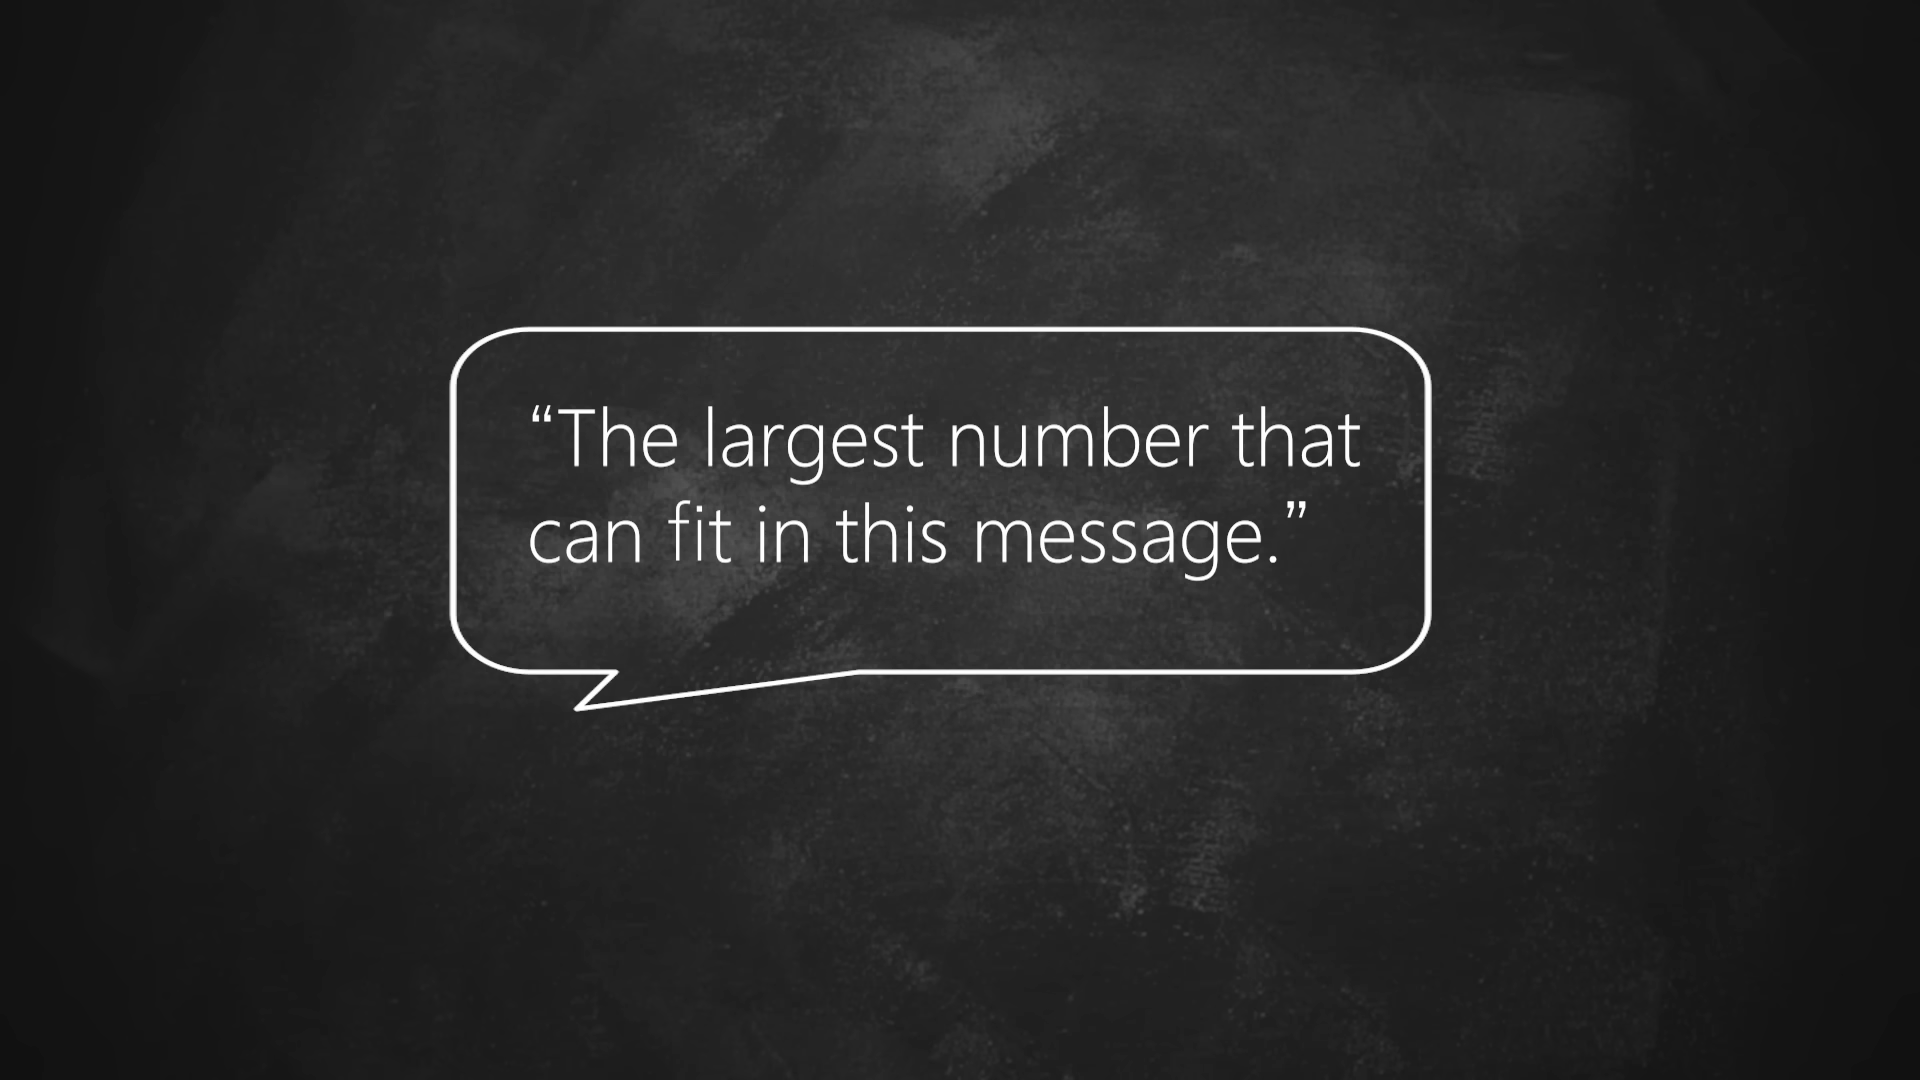 “The largest number that
can fit in this message.”